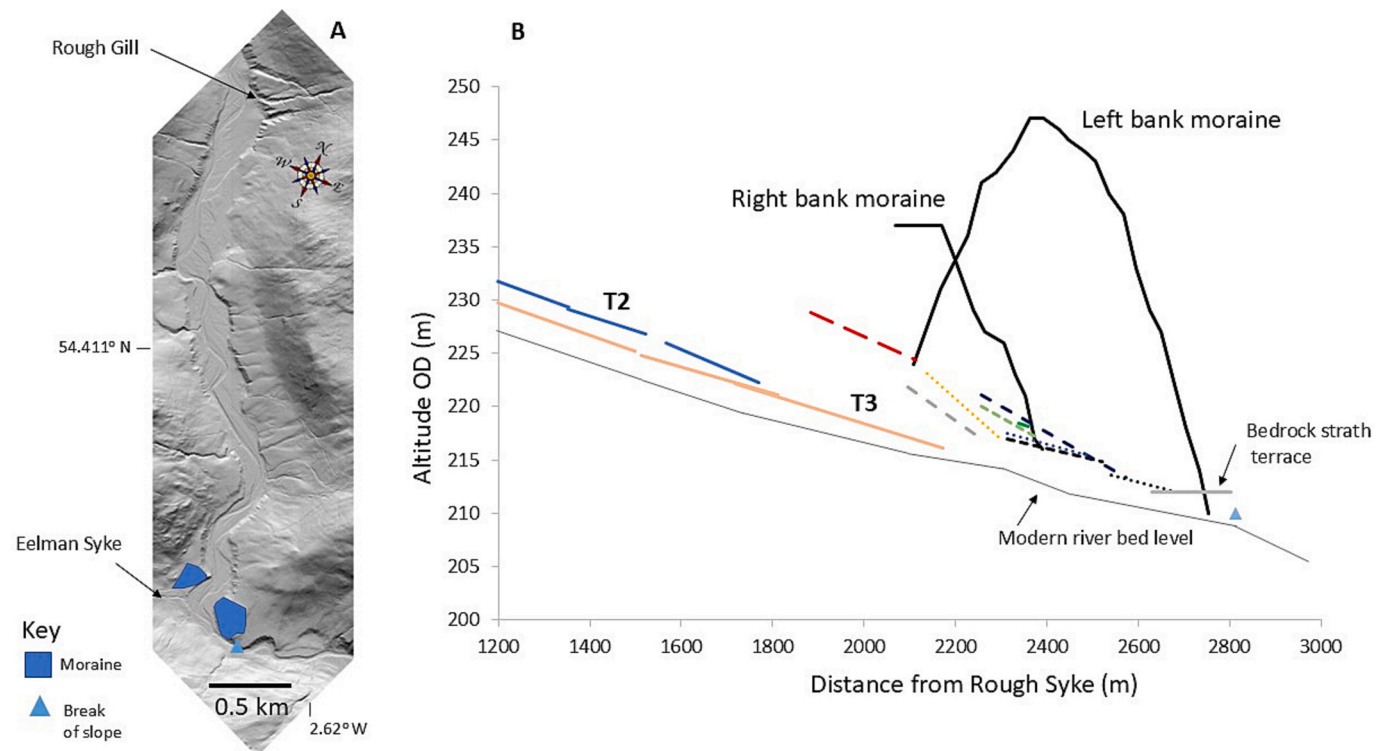 A
Rough Gill
N
W
E
S
54.411° N
Eelman Syke
Key
Moraine
Break
of slope
0.5 km
2.62° W
B
250
245
240
235
230
225
220
215
210
205
200
Altitude OD (m)
Left bank moraine
Right bank moraine
T2
T3
Bedrock strath
terrace
Modern river bed level
1200 1400 1600 1800 2000 2200 2400 2600 2800 3000
Distance from Rough Syke (m)